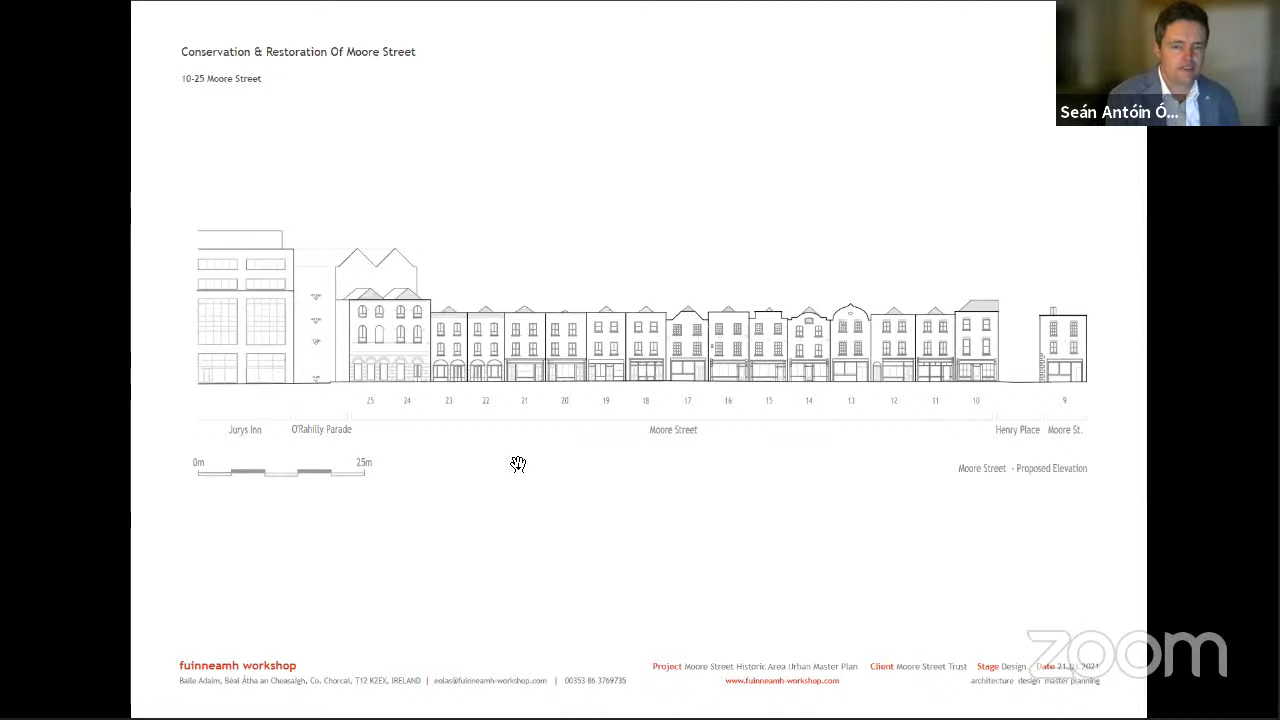 Conservation & Restoration Of Moore Street
10-25 Moore Street
Seán Antóin Ó...
25 24 23 22 21 20 19 18 17 16 15 14 13 12 11 10 9
Jurys Inn O'Rahilly Parade Moore Street Henry Place Moore St.
0m 25m
Moore Street - Proposed Elevation
zoom
fuinneamh workshop
Baile Adaim, Béal Átha an Cheasaigh, Co. Chorcaí, T12 K2EX, IRELAND | eolas@fuinneamh-workshop.com | 00353 86 3769735
Project Moore Street Historic Area Urban Master Plan Client Moore Street Trust Stage Design Date 21.01.2021
www.fuinneamh-workshop.com architecture design master planning